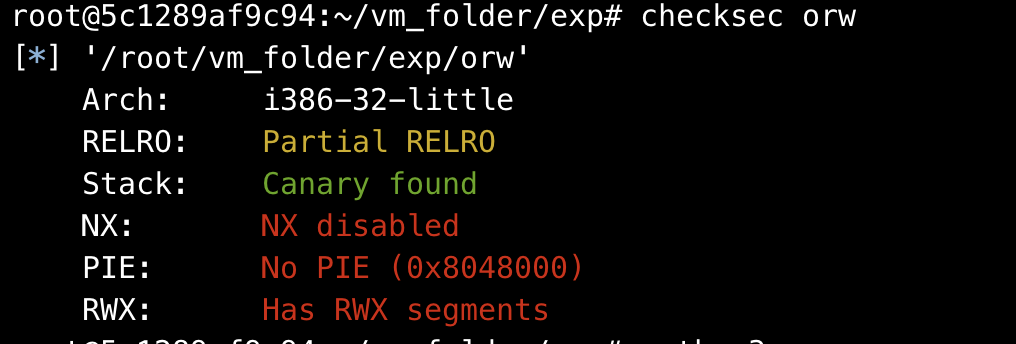 root@5c1289af9c94:~/vm_folder/exp# checksec orw
[*] '/root/vm_folder/exp/orw'
Arch: i386-32-little
RELRO: Partial RELRO
Stack: Canary found
NX: NX disabled
PIE: No PIE (0x8048000)
RWX: Has RWX segments